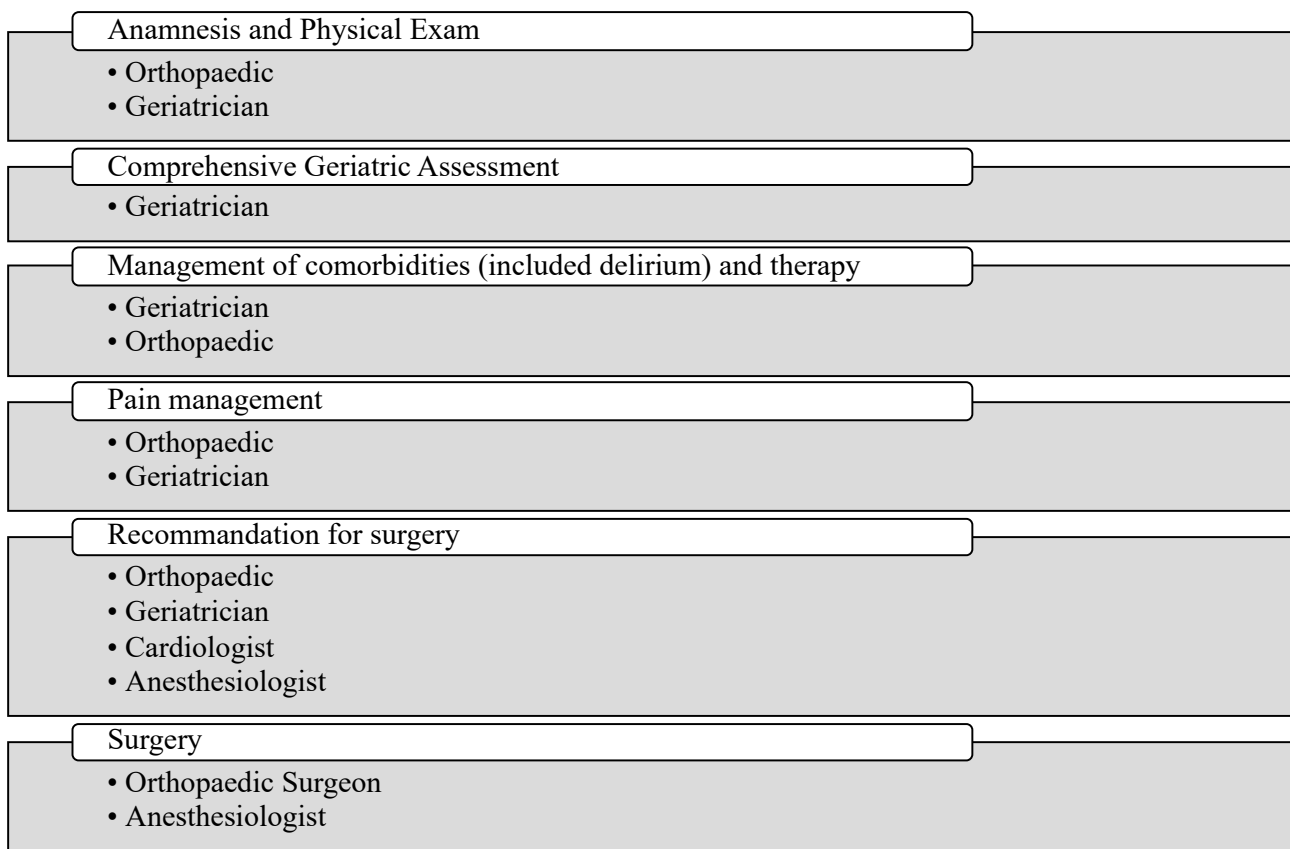 Anamnesis and Physical Exam
• Orthopaedic
• Geriatrician
Comprehensive Geriatric Assessment
• Geriatrician
Management of comorbidities (included delirium) and therapy
• Geriatrician
• Orthopaedic
Pain management
• Orthopaedic
• Geriatrician
Recommandation for surgery
• Orthopaedic
• Geriatrician
• Cardiologist
• Anesthesiologist
Surgery
• Orthopaedic Surgeon
• Anesthesiologist